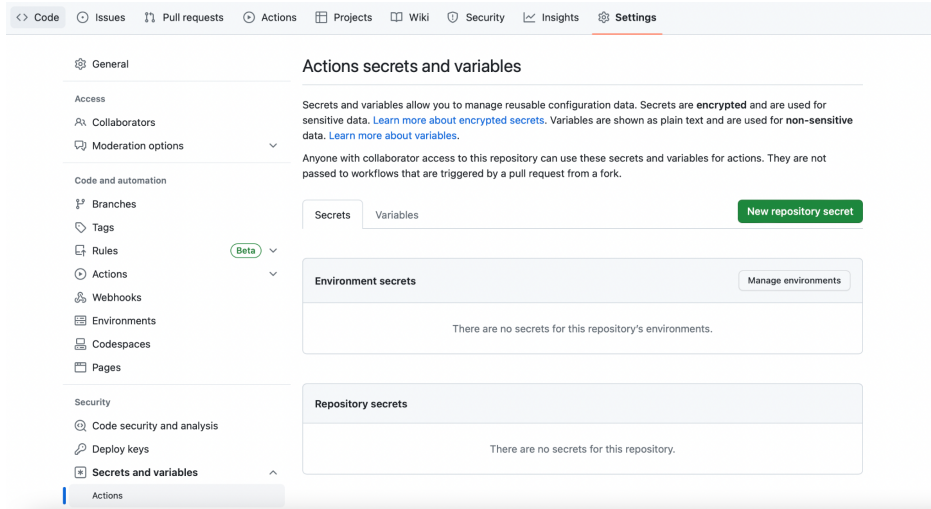 Code Issues Pull requests Actions Projects Wiki Security Insights Settings
General
Access
Collaborators
Moderation options
Code and automation
Branches
Tags
Rules Beta
Actions
Webhooks
Environments
Codespaces
Pages
Security
Code security and analysis
Deploy keys
Secrets and variables
Actions
Actions secrets and variables
Secrets and variables allow you to manage reusable configuration data. Secrets are encrypted and are used for
sensitive data. Learn more about encrypted secrets. Variables are shown as plain text and are used for non-sensitive
data. Learn more about variables.
Anyone with collaborator access to this repository can use these secrets and variables for actions. They are not
passed to workflows that are triggered by a pull request from a fork.
Secrets Variables New repository secret
Environment secrets Manage environments
There are no secrets for this repository's environments.
Repository secrets
There are no secrets for this repository.